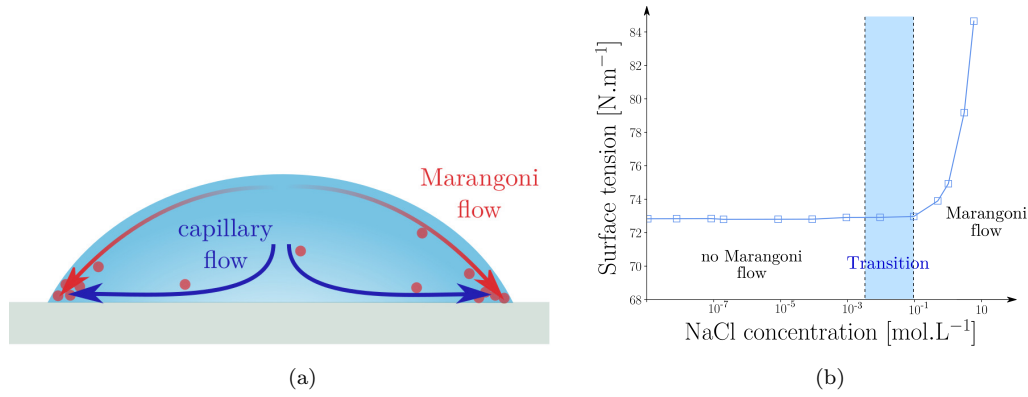 Marangoni
flow
capillary
flow
(a)
Surface tension [N.m⁻¹]
84
82
80
78
76
74
72
70
68
no Marangoni
flow
Transition
Marangoni
flow
10⁻⁷
10⁻⁵
10⁻³
10⁻¹
10
NaCl concentration [mol.L⁻¹]
(b)